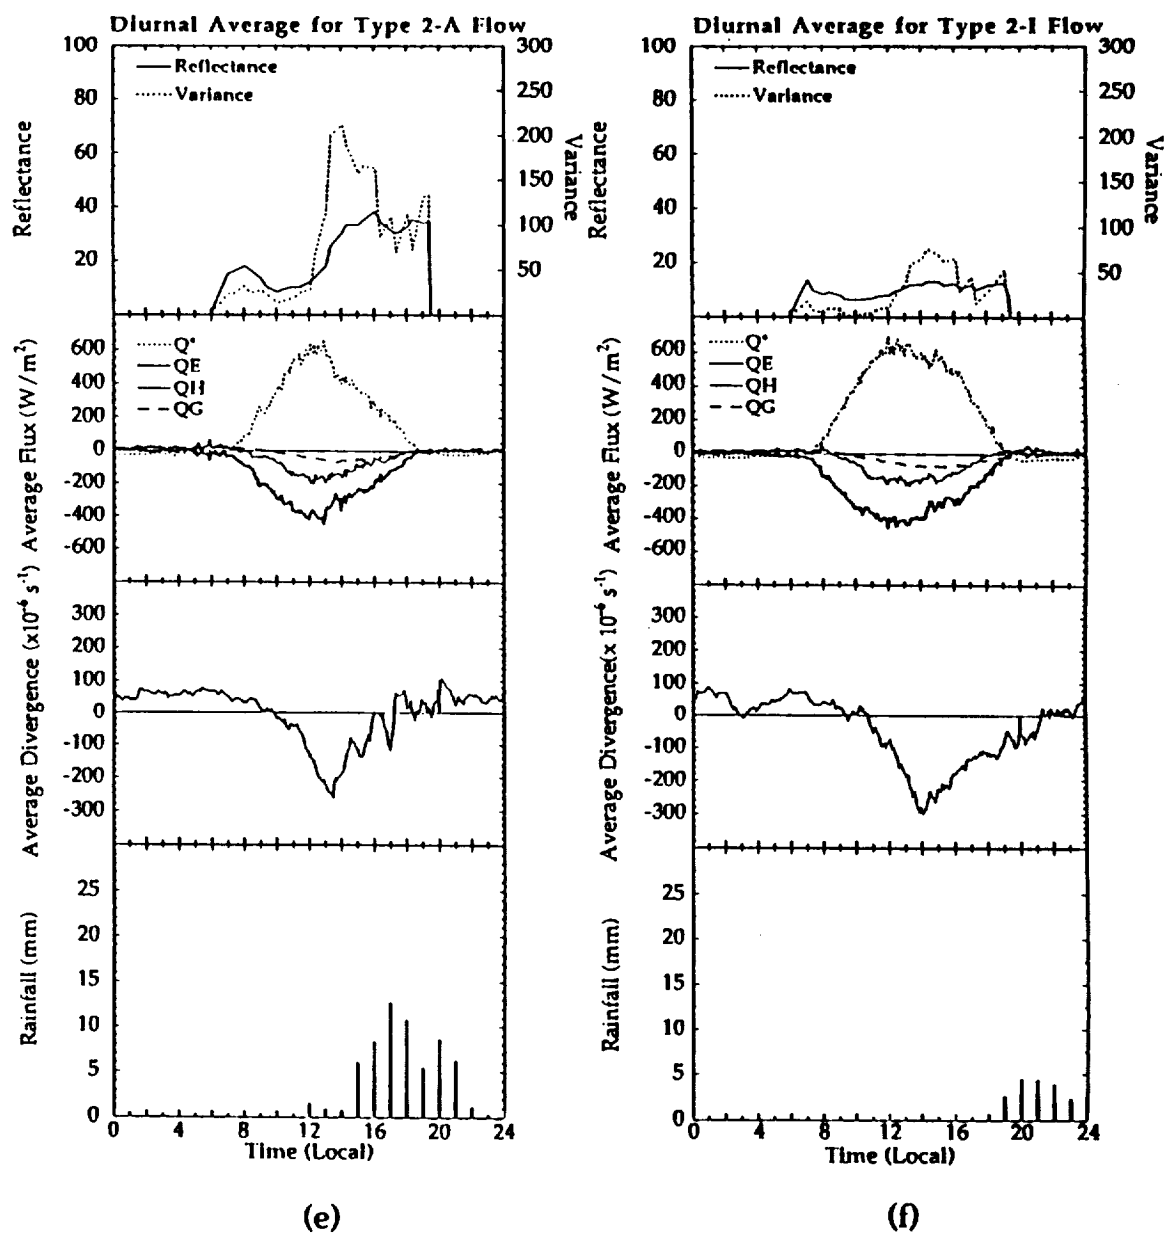 Diurnal Average for Type 2-A Flow
100
80
60
40
20
Reflectance
Reflectance
Variance
300
250
200
150
100
50
Variance
600
400
200
0
-200
-400
-600
Average Flux (W/m²)
Q*
QE
QH
QG
300
200
100
0
-100
-200
-300
Average Divergence (x10⁻⁶ s⁻¹)
25
20
15
10
5
0
Rainfall (mm)
0 4 8 12 16 20 24
Time (Local)
(e)
Diurnal Average for Type 2-I Flow
100
80
60
40
20
Reflectance
Reflectance
Variance
300
250
200
150
100
50
Variance
600
400
200
0
-200
-400
-600
Average Flux (W/m²)
Q*
QE
QH
QG
300
200
100
0
-100
-200
-300
Average Divergence(x 10⁻⁶ s⁻¹)
25
20
15
10
5
0
Rainfall (mm)
0 4 8 12 16 20 24
Time (Local)
(f)